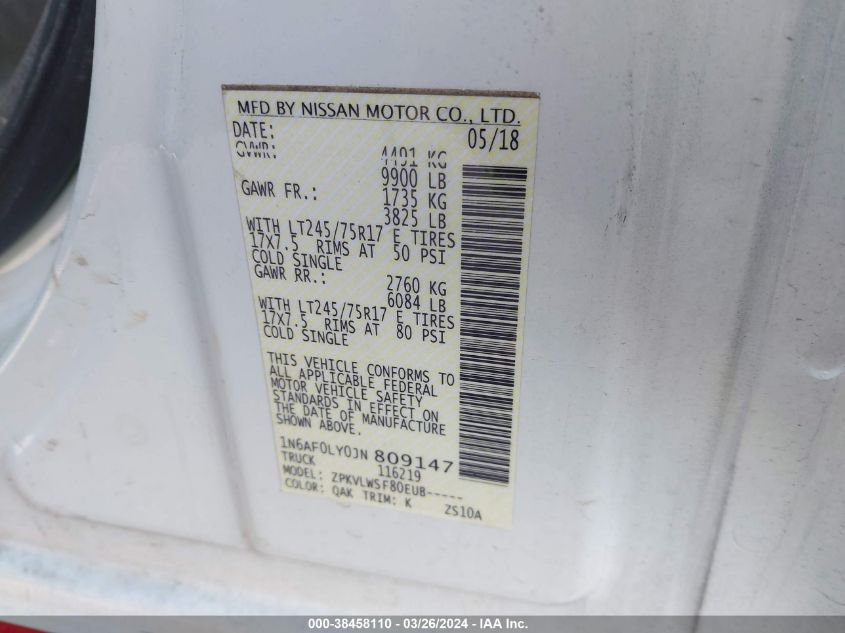 MFD BY NISSAN MOTOR CO., LTD.
DATE: 05/18
GVWR: 4491 KG
9900 LB
GAWR FR.: 1735 KG
3825 LB
WITH LT245/75R17 E TIRES
17X7.5 RIMS AT 50 PSI
COLD SINGLE
GAWR RR.: 2760 KG
6084 LB
WITH LT245/75R17 E TIRES
17X7.5 RIMS AT 80 PSI
COLD SINGLE
THIS VEHICLE CONFORMS TO
ALL APPLICABLE FEDERAL
MOTOR VEHICLE SAFETY
STANDARDS IN EFFECT ON
THE DATE OF MANUFACTURE
SHOWN ABOVE.
1N6AF0LY0JN 809147
TRUCK 116219
MODEL: ZPKVLWSF80EUB-----
COLOR: QAK TRIM: K ZS10A
000-38458110 — 03/26/2024 — IAA Inc.